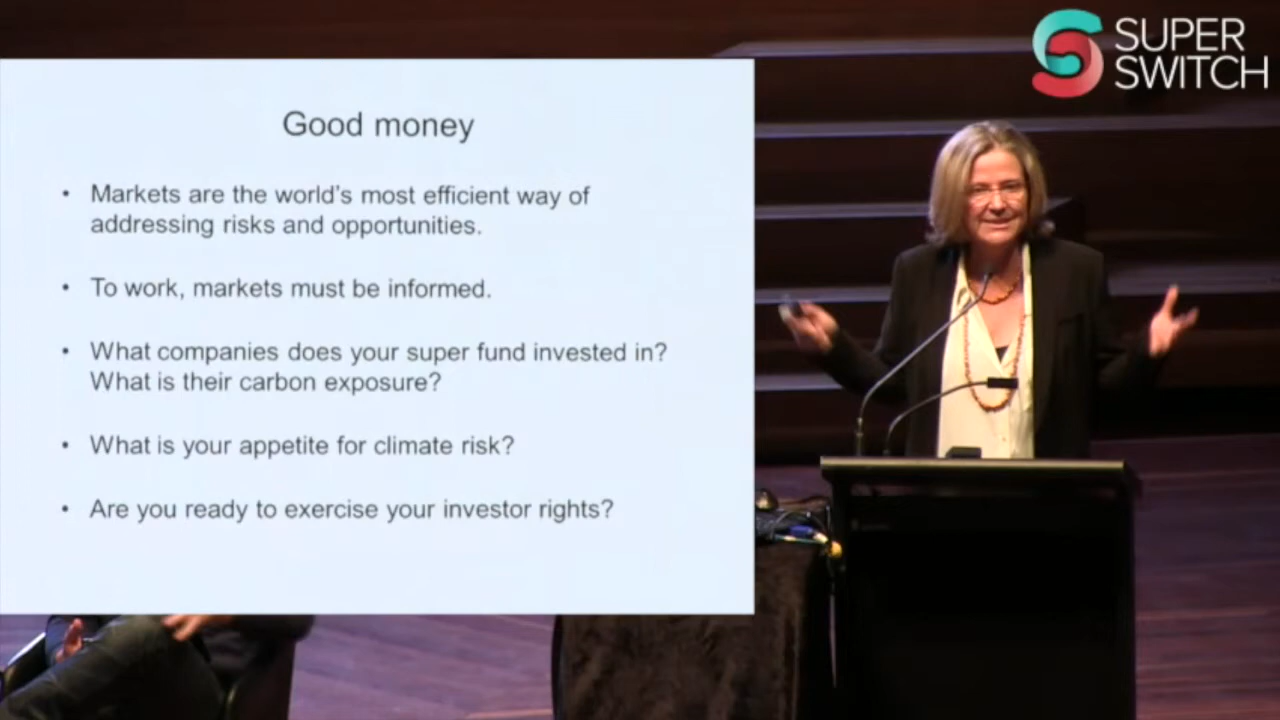 SUPER
SWITCH
Good money
• Markets are the world's most efficient way of
addressing risks and opportunities.
• To work, markets must be informed.
• What companies does your super fund invested in?
What is their carbon exposure?
• What is your appetite for climate risk?
• Are you ready to exercise your investor rights?